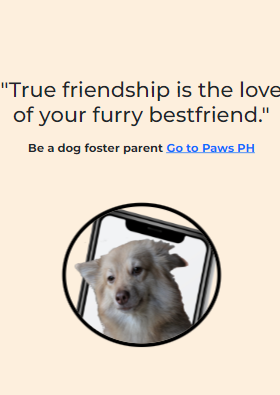 "True friendship is the love
of your furry bestfriend."
Be a dog foster parent Go to Paws PH